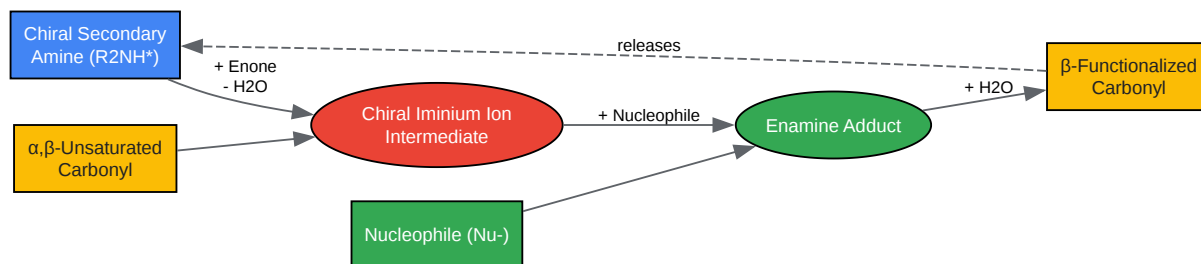 Chiral Secondary
Amine (R2NH*)
+ Enone
- H2O
α,β-Unsaturated
Carbonyl
Chiral Iminium Ion
Intermediate
+ Nucleophile
Nucleophile (Nu-)
Enamine Adduct
releases
+ H2O
β-Functionalized
Carbonyl